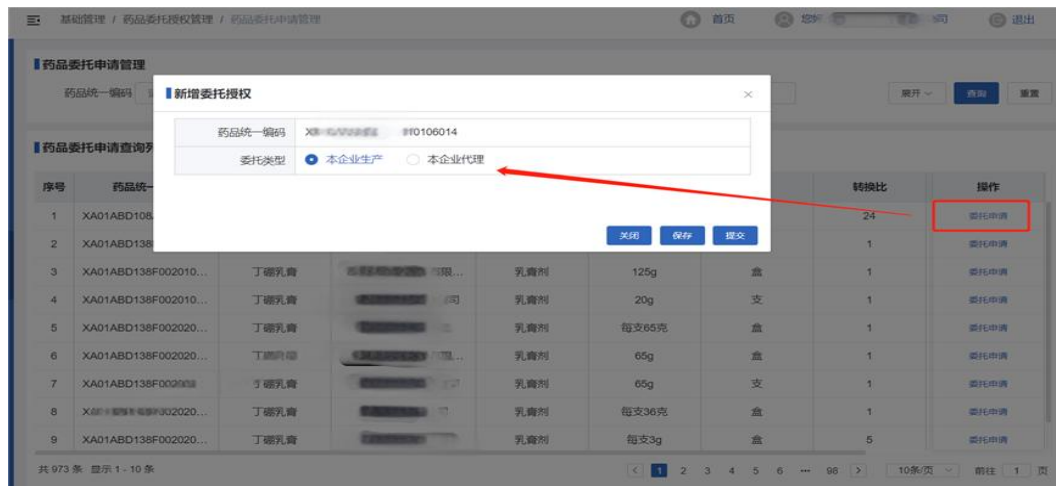 基础管理 / 药品委托授权管理 / 药品委托申请管理 首页 您好 司 退出
药品委托申请管理
药品统一编码 展开 查询 重置
新增委托授权
药品统一编码 f0106014
委托类型 本企业生产 本企业代理
关闭 保存 提交
药品委托申请查询列
序号 药品统一 转换比 操作
1 XA01ABD108 24 委托申请
2 XA01ABD138 1 委托申请
3 XA01ABD138F002010... 丁硼乳膏 限... 乳膏剂 125g 盒 1 委托申请
4 XA01ABD138F002010... 丁硼乳膏 司 乳膏剂 20g 支 1 委托申请
5 XA01ABD138F002020... 丁硼乳膏 乳膏剂 每支65克 盒 1 委托申请
6 XA01ABD138F002020... 乳膏剂 65g 盒 1 委托申请
7 XA01ABD138F002 丁硼乳膏 乳膏剂 65g 支 1 委托申请
8 02020... 丁硼乳膏 乳膏剂 每支36克 盒 1 委托申请
9 XA01ABD138F002020... 丁硼乳膏 乳膏剂 每支3g 盒 5 委托申请
共 973 条 显示 1 - 10 条 1 2 3 4 5 6 ••• 98 10条/页 前往 1 页